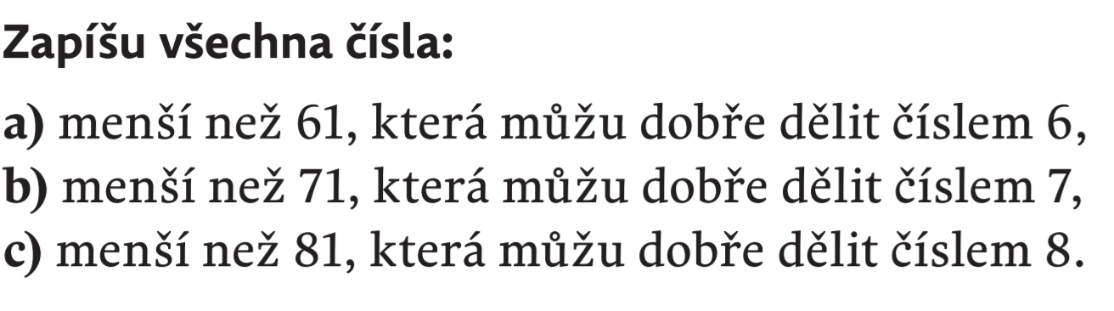 Zapíšu všechna čísla:
a) menší než 61, která můžu dobře dělit číslem 6,
b) menší než 71, která můžu dobře dělit číslem 7,
c) menší než 81, která můžu dobře dělit číslem 8.